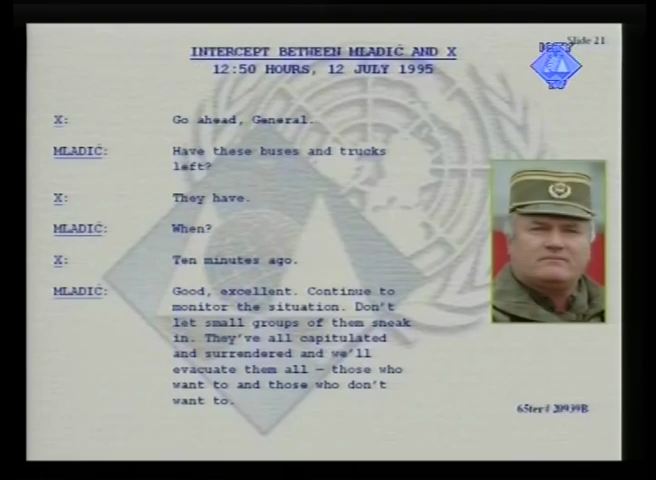 Slide 21
INTERCEPT BETWEEN MLADIĆ AND X
12:50 HOURS, 12 JULY 1995
X: Go ahead, General.
MLADIĆ: Have these buses and trucks
left?
X: They have.
MLADIĆ: When?
X: Ten minutes ago.
MLADIĆ: Good, excellent. Continue to
monitor the situation. Don't
let small groups of them sneak
in. They've all capitulated
and surrendered and we'll
evacuate them all – those who
want to and those who don't
want to.
65ter# 20939B